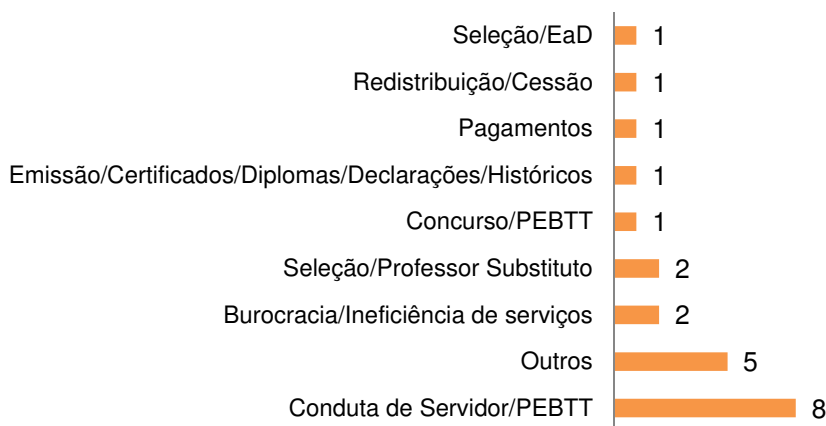 Seleção/EaD 1
Redistribuição/Cessão 1
Pagamentos 1
Emissão/Certificados/Diplomas/Declarações/Históricos 1
Concurso/PEBTT 1
Seleção/Professor Substituto 2
Burocracia/Ineficiência de serviços 2
Outros 5
Conduta de Servidor/PEBTT 8